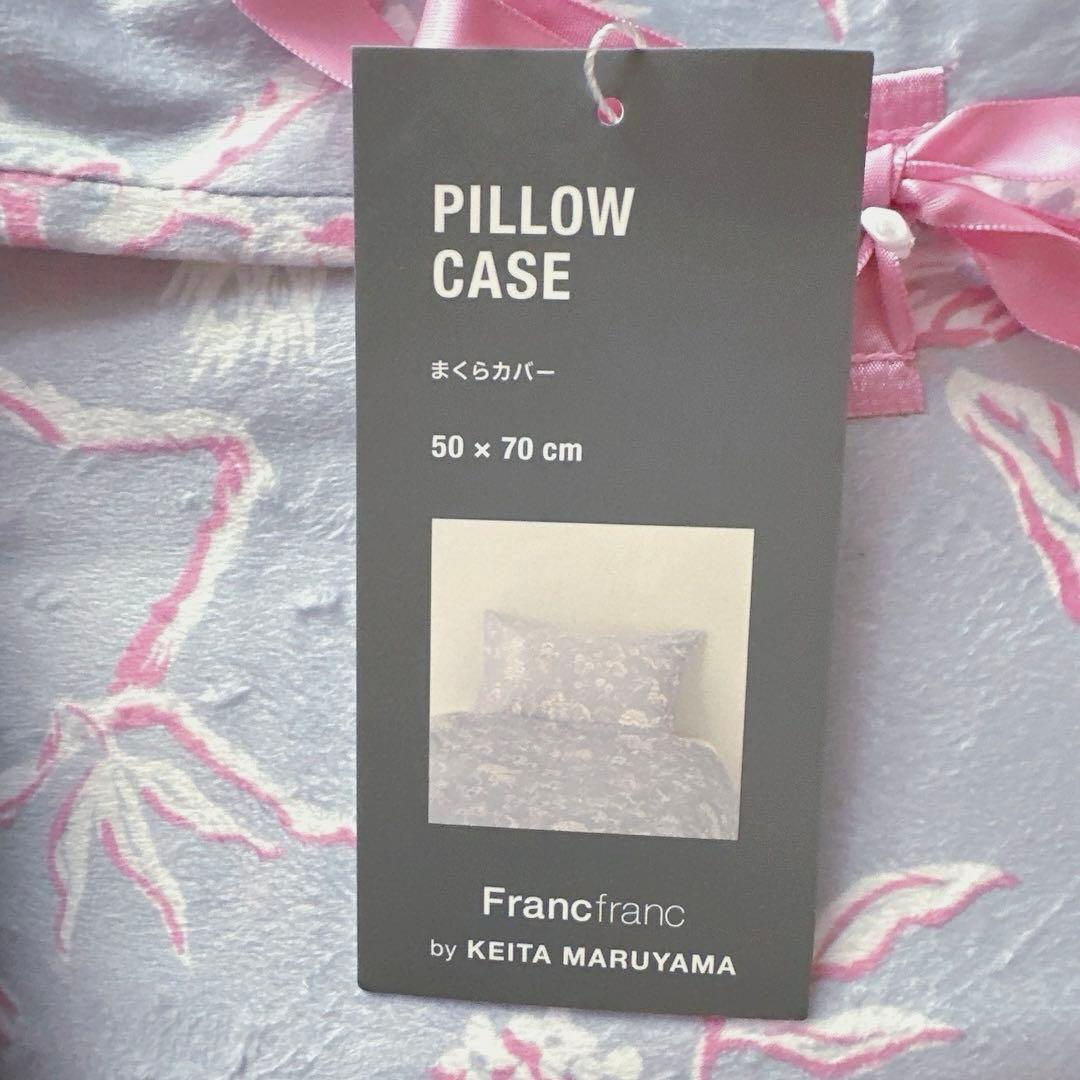 PILLOW
CASE
まくらカバー
50 × 70 cm
Francfranc
by KEITA MARUYAMA